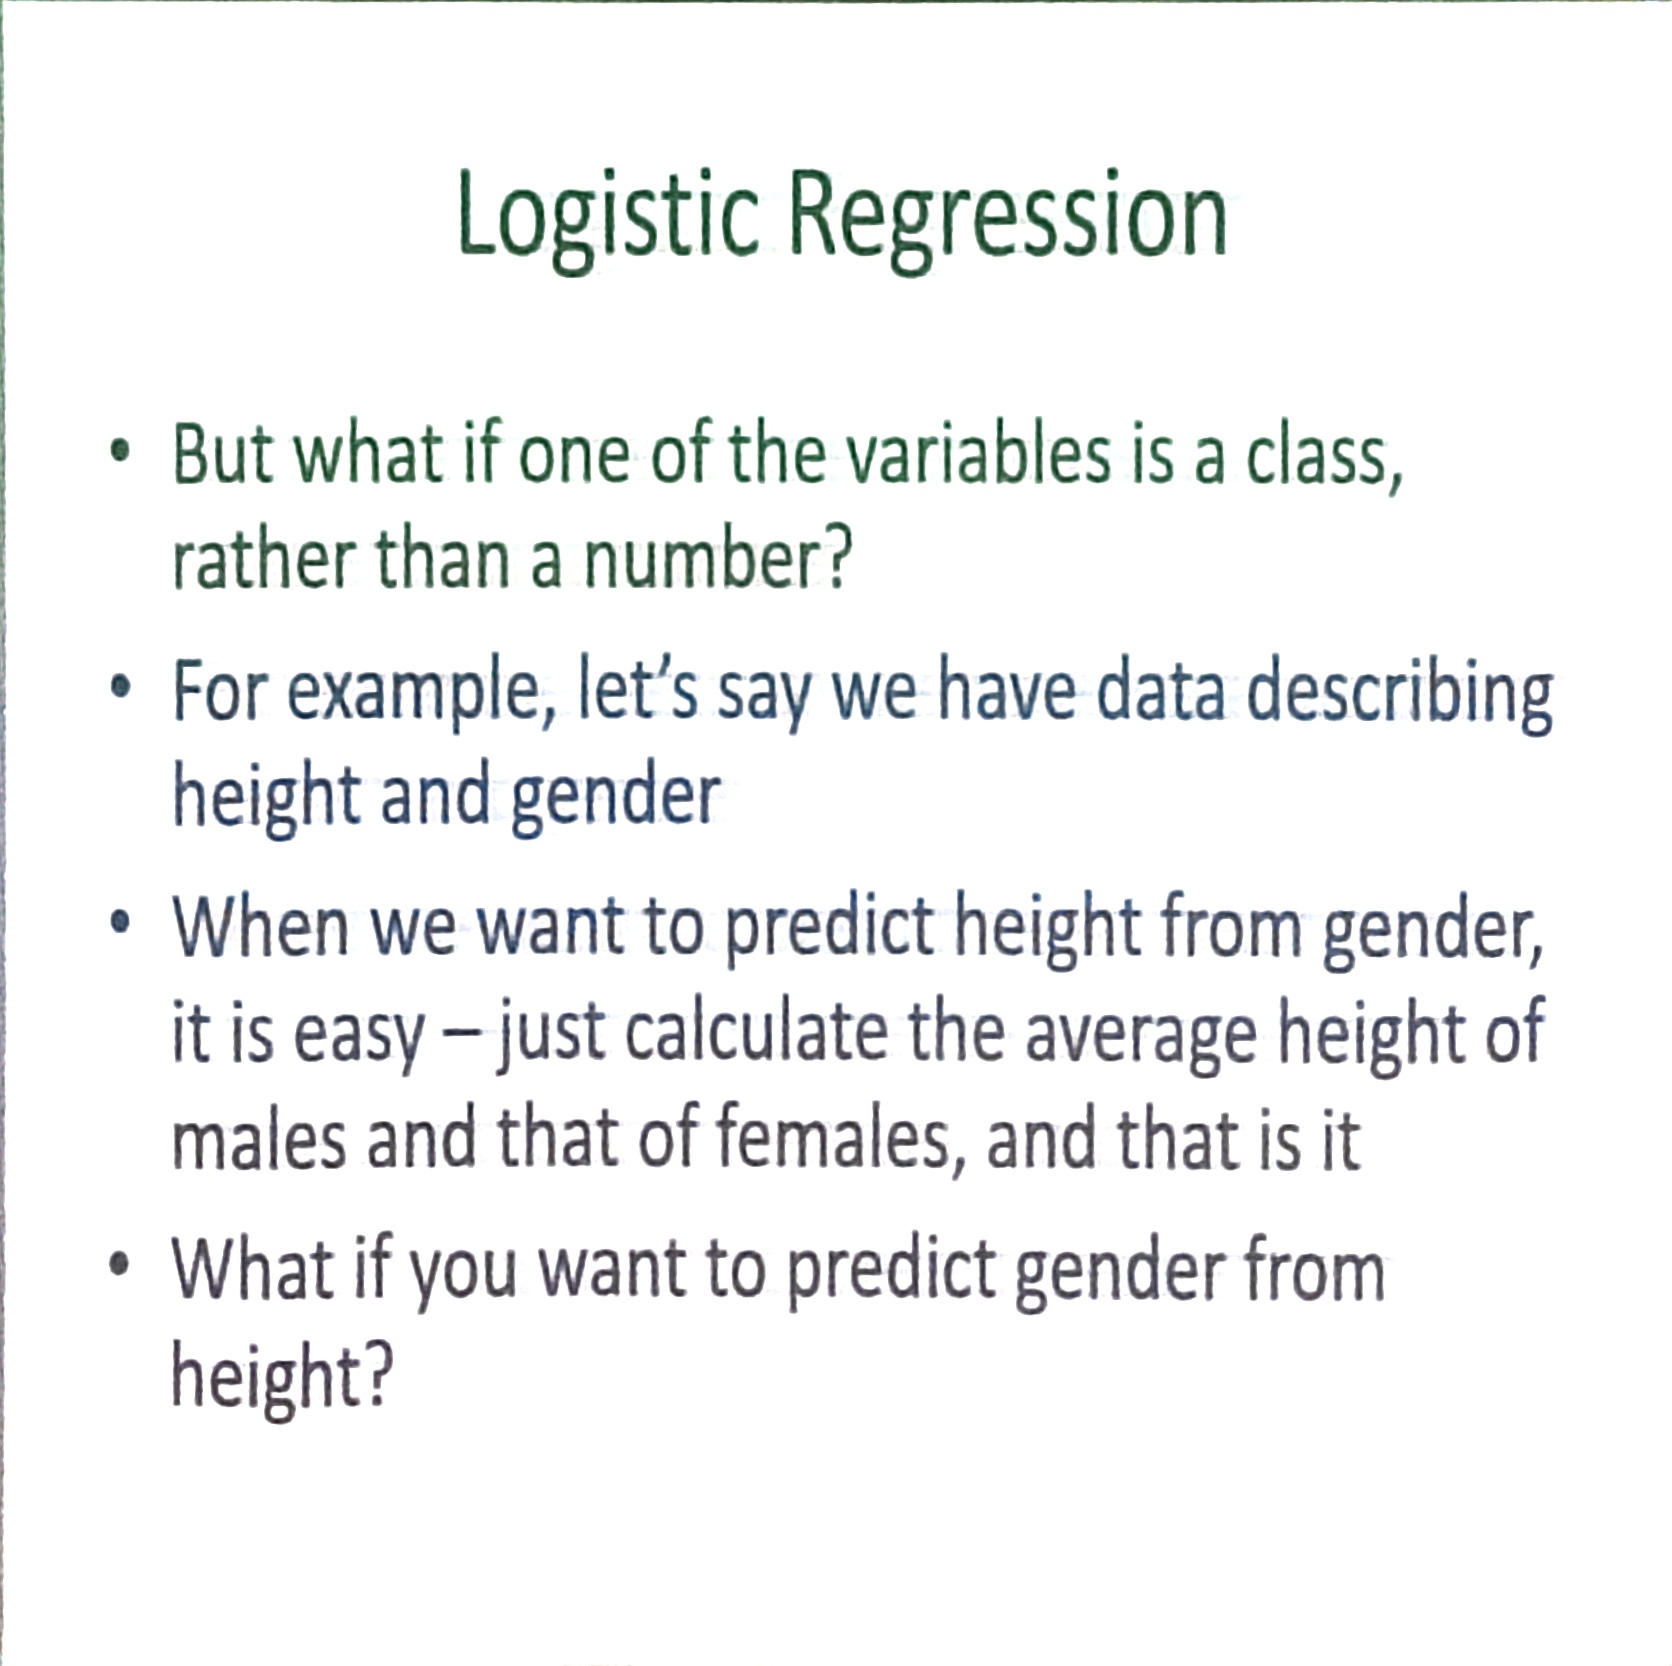 Logistic Regression
• But what if one of the variables is a class,
rather than a number?
• For example, let's say we have data describing
height and gender
• When we want to predict height from gender,
it is easy – just calculate the average height of
males and that of females, and that is it
• What if you want to predict gender from
height?